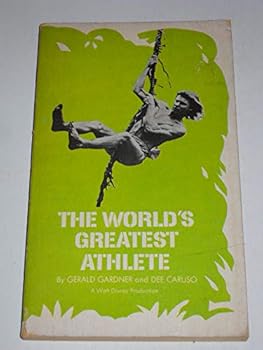 THE WORLD'S
GREATEST
ATHLETE
By GERALD GARDNER and DEE CARUSO
A Walt Disney Production